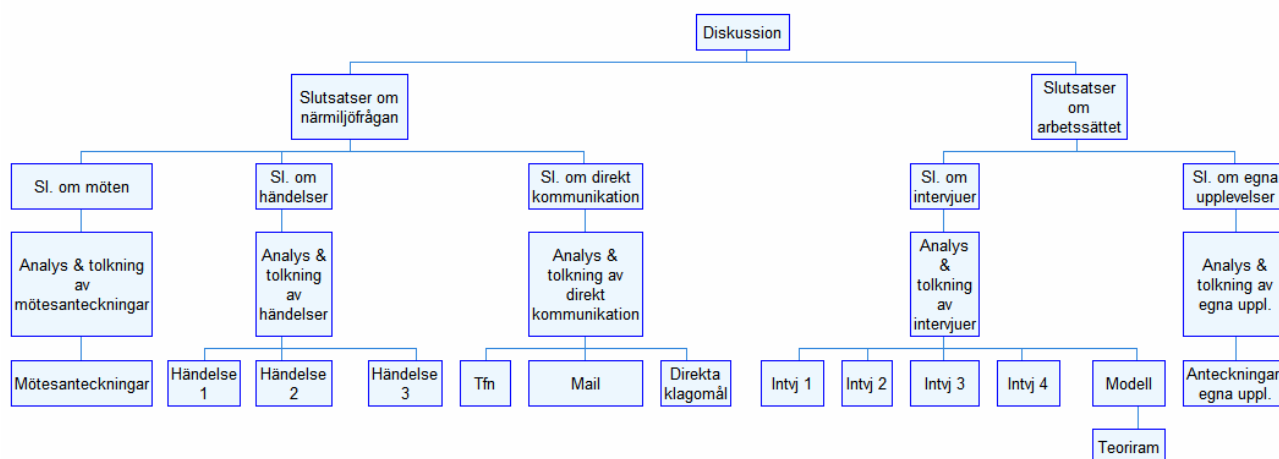 Diskussion
Slutsatser om
närmiljöfrågan
Slutsatser
om
arbetssättet
Sl. om möten
Sl. om
händelser
Sl. om direkt
kommunikation
Sl. om
intervjuer
Sl. om egna
upplevelser
Analys & tolkning
av
mötesanteckningar
Analys &
tolkning
av
händelser
Analys &
tolkning av
direkt
kommunikation
Analys
&
tolkning
av
intervjuer
Analys &
tolkning av
egna uppl.
Mötesanteckningar
Händelse
1
Händelse
2
Händelse
3
Tfn
Mail
Direkta
klagomål
Intvj 1
Intvj 2
Intvj 3
Intvj 4
Modell
Anteckningar
egna uppl.
Teoriram